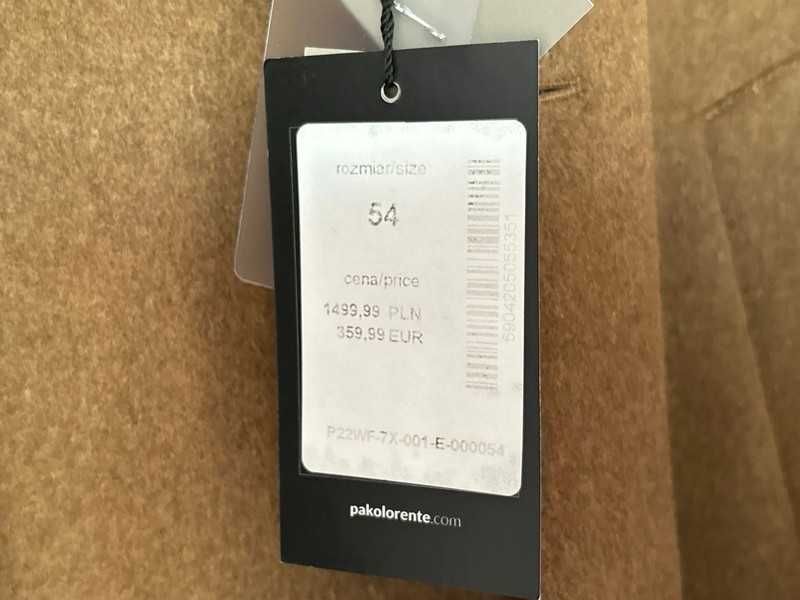 rozmiar/size
54
cena/price
1499,99 PLN
359,99 EUR
5904205055351
P22WF-7X-001-E-000054
pakolorente.com